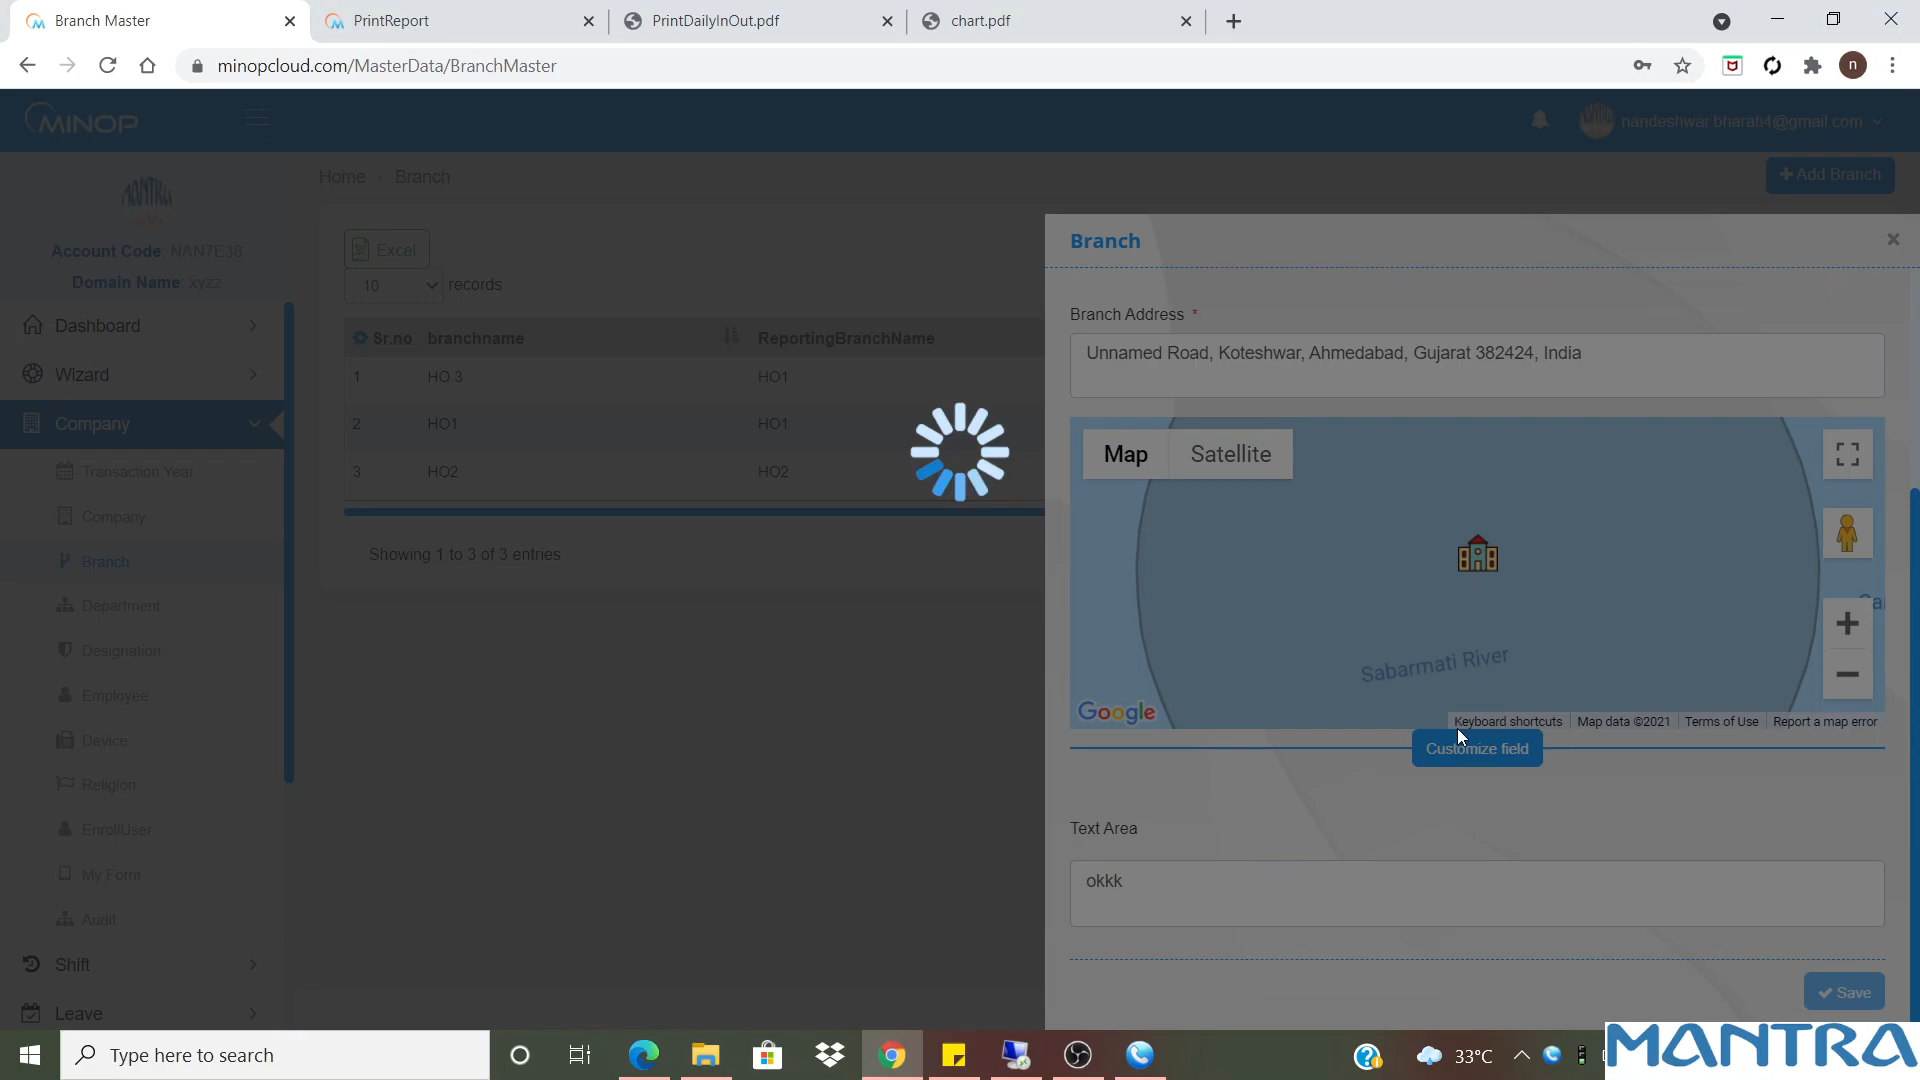 Branch Master
PrintReport
PrintDailyInOut.pdf
chart.pdf
minopcloud.com/MasterData/BranchMaster
n
MINOP
nandeshwar.bharati4@gmail.com
MANTRA
Account Code: NAN7E38
Domain Name: xyzz
Dashboard
Wizard
Company
Transaction Year
Company
Branch
Department
Designation
Employee
Device
Religion
EnrollUser
My Form
Audit
Shift
Leave
Home - Branch
+ Add Branch
Excel
10 records
Sr.no branchname ReportingBranchName
1 HO 3 HO1
2 HO1 HO1
3 HO2 HO2
Showing 1 to 3 of 3 entries
Branch
Branch Address *
Unnamed Road, Koteshwar, Ahmedabad, Gujarat 382424, India
Map Satellite
Sabarmati River
Google
Keyboard shortcuts Map data ©2021 Terms of Use Report a map error
Customize field
Text Area
okkk
Save
Type here to search
33°C
MANTRA